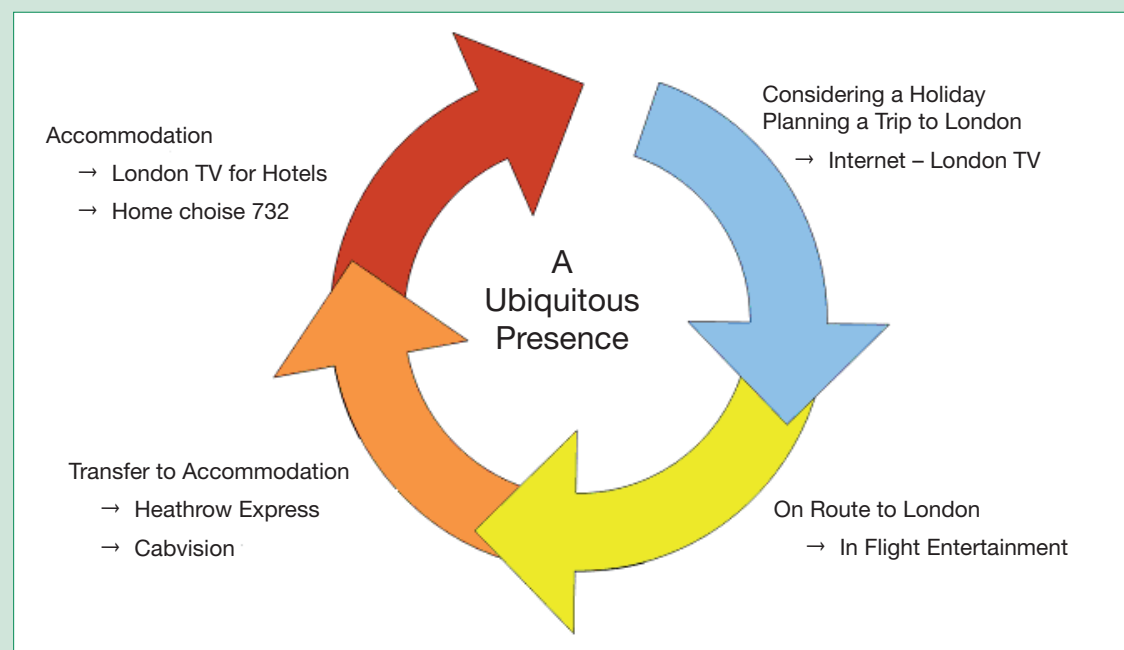 Considering a Holiday
Planning a Trip to London
→ Internet – London TV
On Route to London
→ In Flight Entertainment
Transfer to Accommodation
→ Heathrow Express
→ Cabvision
Accommodation
→ London TV for Hotels
→ Home choise 732
A
Ubiquitous
Presence